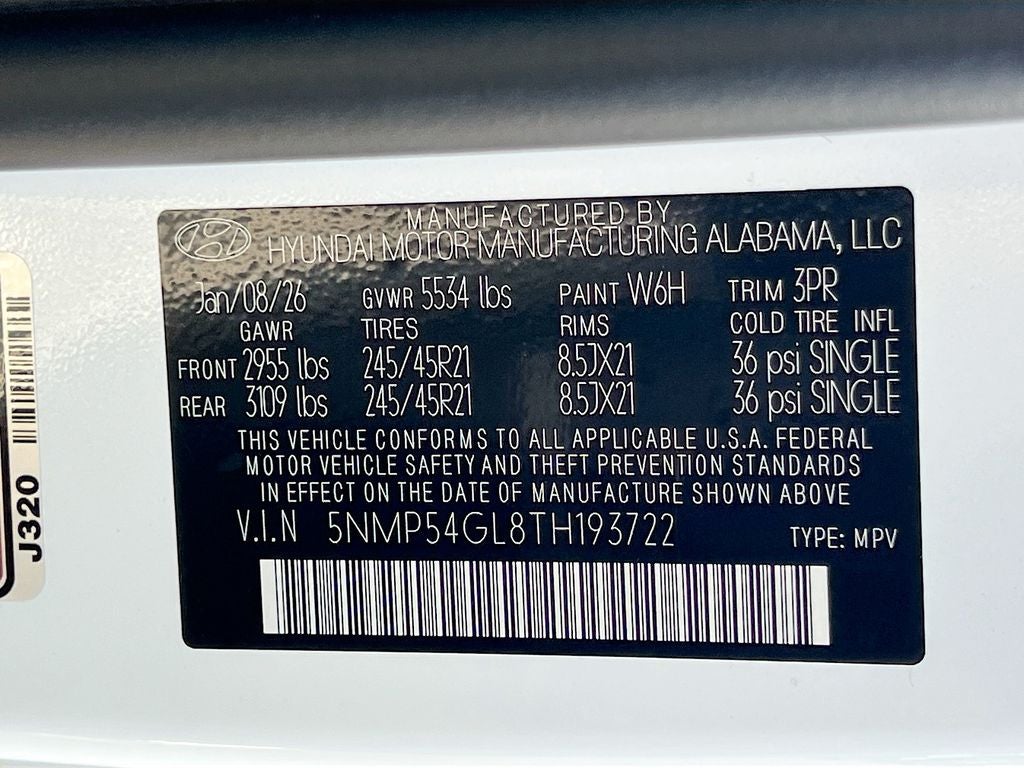 MANUFACTURED BY
HYUNDAI MOTOR MANUFACTURING ALABAMA, LLC
Jan/08/26 GVWR 5534 lbs PAINT W6H TRIM 3PR
GAWR TIRES RIMS COLD TIRE INFL
FRONT 2955 lbs 245/45R21 8.5JX21 36 psi SINGLE
REAR 3109 lbs 245/45R21 8.5JX21 36 psi SINGLE
THIS VEHICLE CONFORMS TO ALL APPLICABLE U.S.A. FEDERAL
MOTOR VEHICLE SAFETY AND THEFT PREVENTION STANDARDS
IN EFFECT ON THE DATE OF MANUFACTURE SHOWN ABOVE
V.I.N 5NMP54GL8TH193722 TYPE: MPV
J320